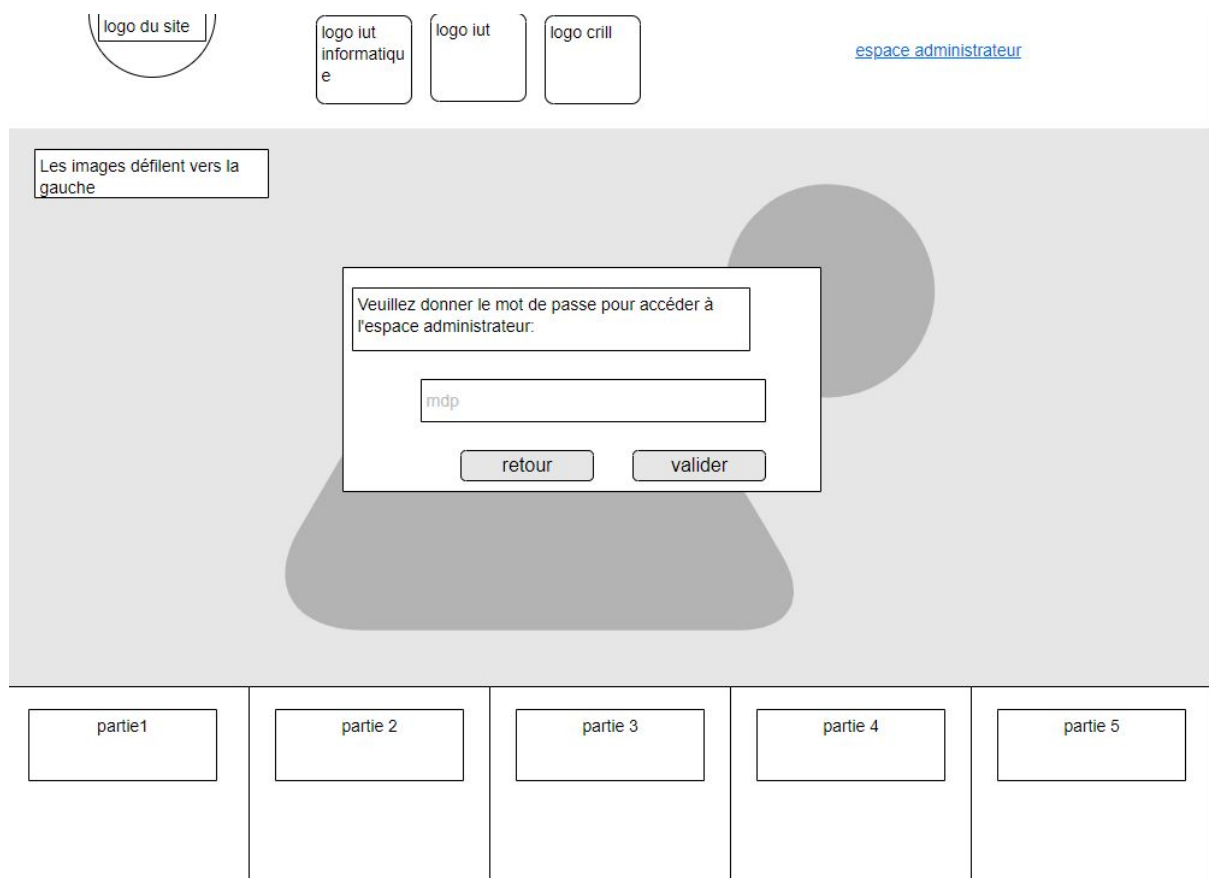 logo du site
logo iut
informatiqu
e
logo iut
logo crill
espace administrateur
Les images défilent vers la
gauche
Veuillez donner le mot de passe pour accéder à
l'espace administrateur:
mdp
retour
valider
partie1
partie 2
partie 3
partie 4
partie 5